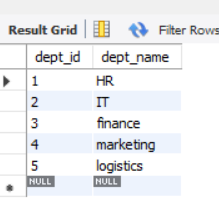 Result Grid Filter Rows
dept_id dept_name
1 HR
2 IT
3 finance
4 marketing
5 logistics
NULL NULL